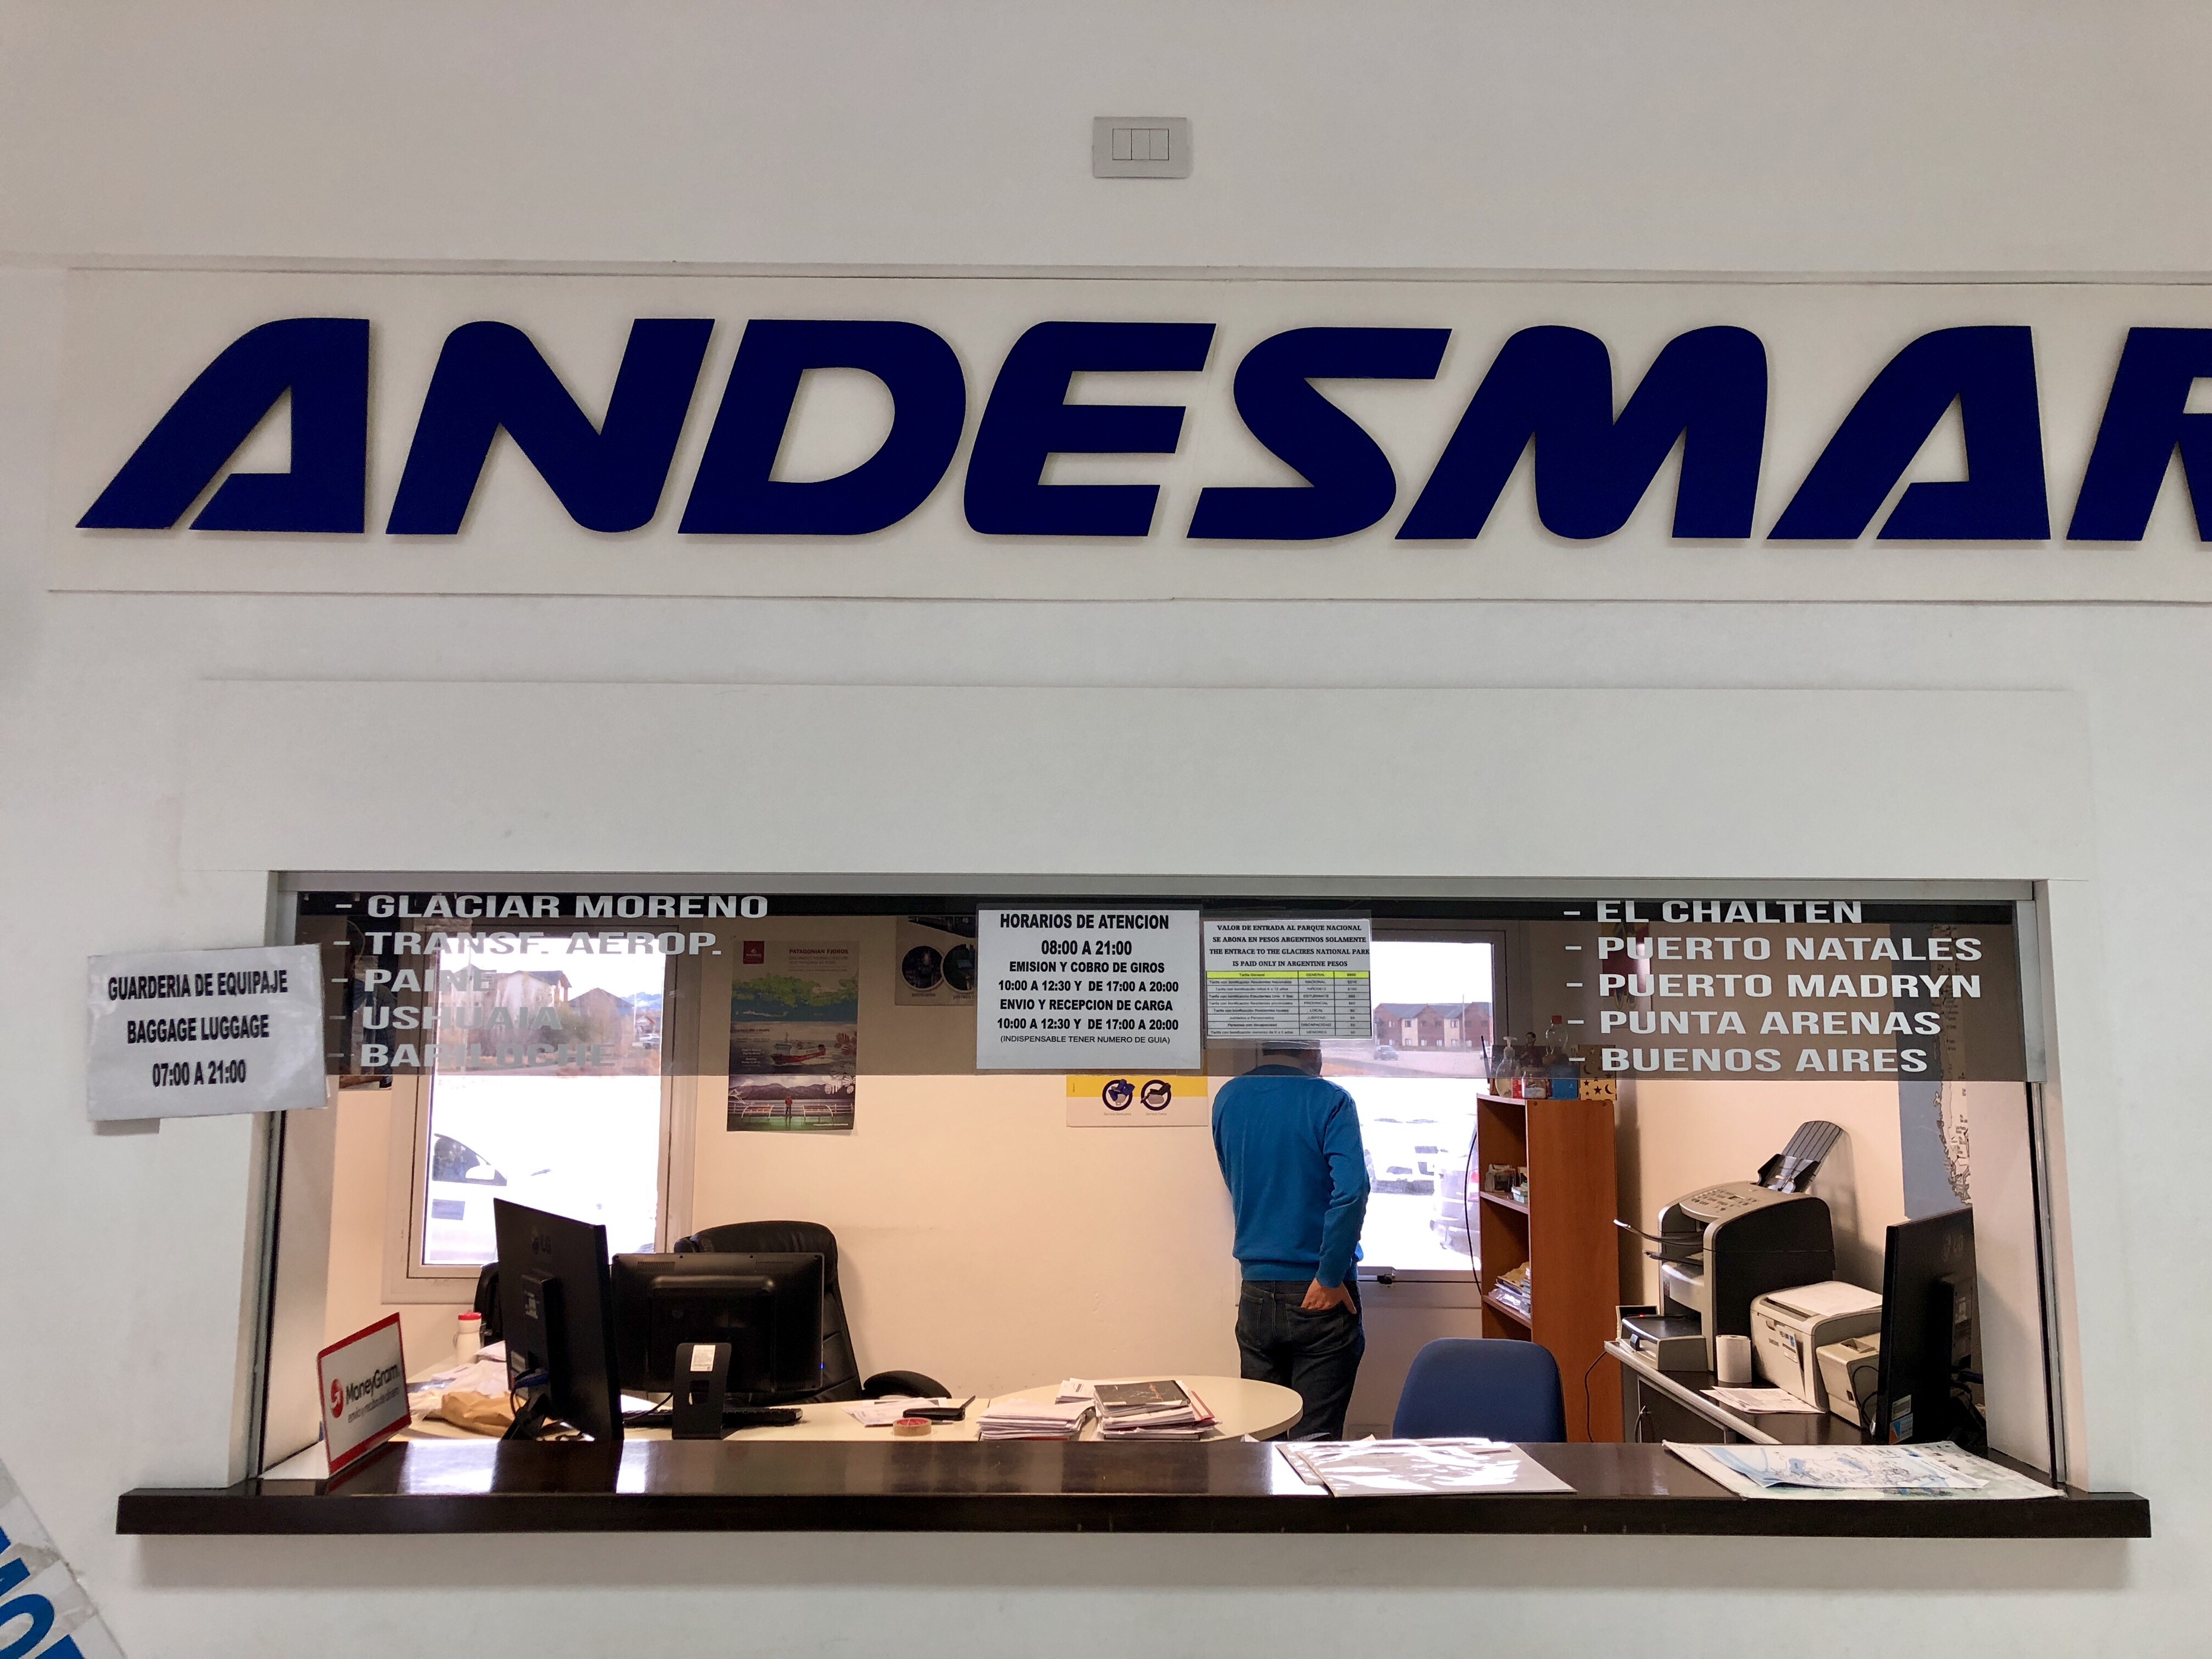 ANDESMAR
- GLACIAR MORENO
- TRANSF. AEROP.
- PAINE
- USHUAIA
- BARILOCHE
GUARDERIA DE EQUIPAJE
BAGGAGE LUGGAGE
07:00 A 21:00
HORARIOS DE ATENCION
08:00 A 21:00
EMISION Y COBRO DE GIROS
10:00 A 12:30 Y DE 17:00 A 20:00
ENVIO Y RECEPCION DE CARGA
10:00 A 12:30 Y DE 17:00 A 20:00
(INDISPENSABLE TENER NUMERO DE GUIA)
VALOR DE ENTRADA AL PARQUE NACIONAL
SE ABONA EN PESOS ARGENTINOS SOLAMENTE
THE ENTRACE TO THE GLACIRES NATIONAL PARK
IS PAID ONLY IN ARGENTINE PESOS
- EL CHALTEN
- PUERTO NATALES
- PUERTO MADRYN
- PUNTA ARENAS
- BUENOS AIRES
PATAGONIAN FJORDS
MoneyGram